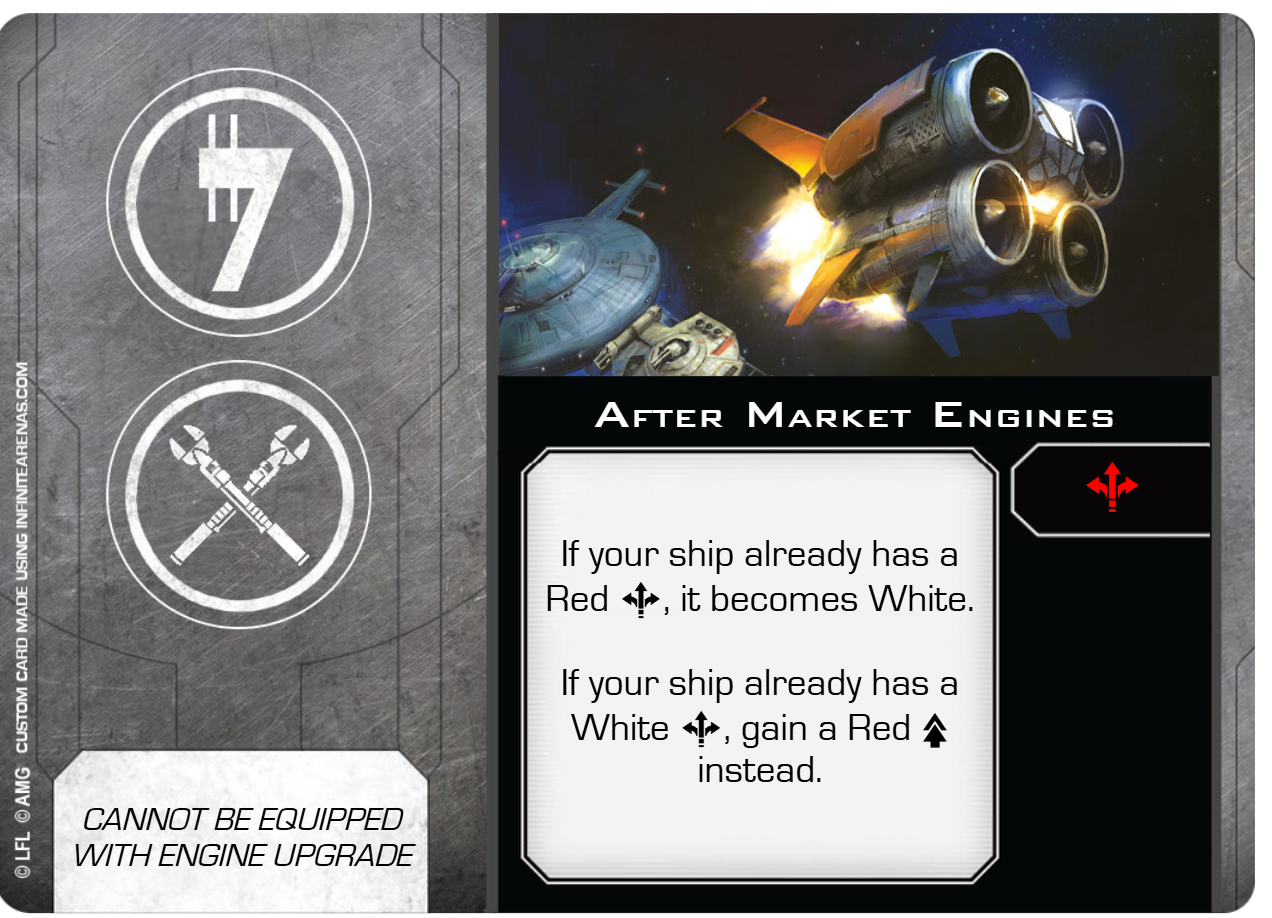 After Market Engines
If your ship already has a
Red , it becomes White.
If your ship already has a
White , gain a Red
instead.
CANNOT BE EQUIPPED
WITH ENGINE UPGRADE
© LFL © AMG CUSTOM CARD MADE USING INFINITEARENAS.COM